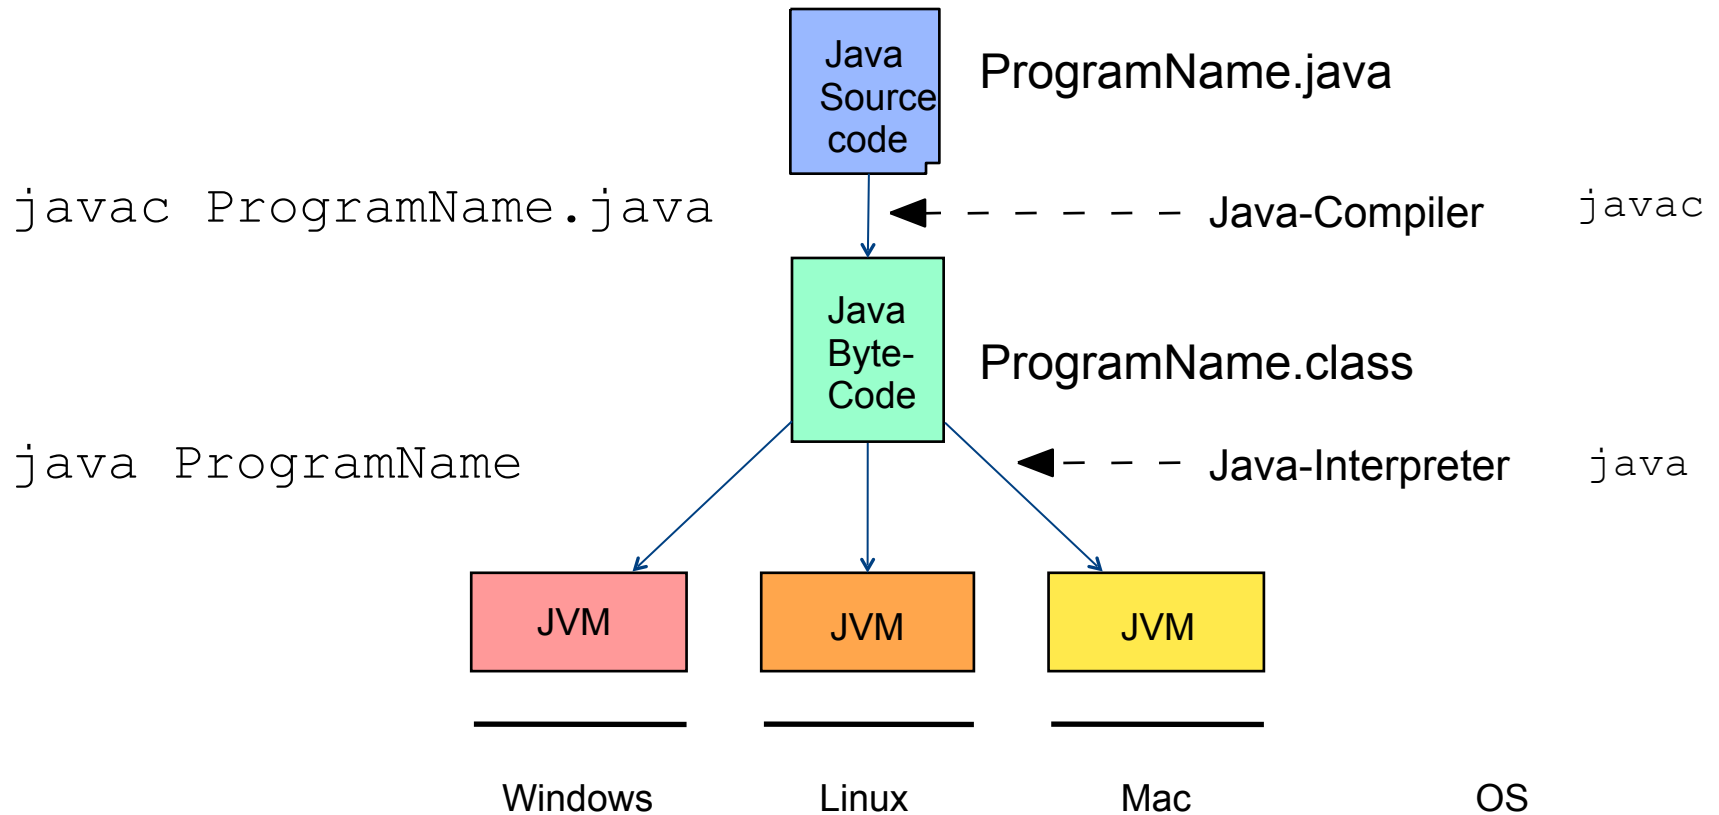 Java
Source
code
ProgramName.java
javac ProgramName.java
Java-Compiler
javac
Java
Byte-
Code
ProgramName.class
java ProgramName
Java-Interpreter
java
JVM
JVM
JVM
Windows
Linux
Mac
OS